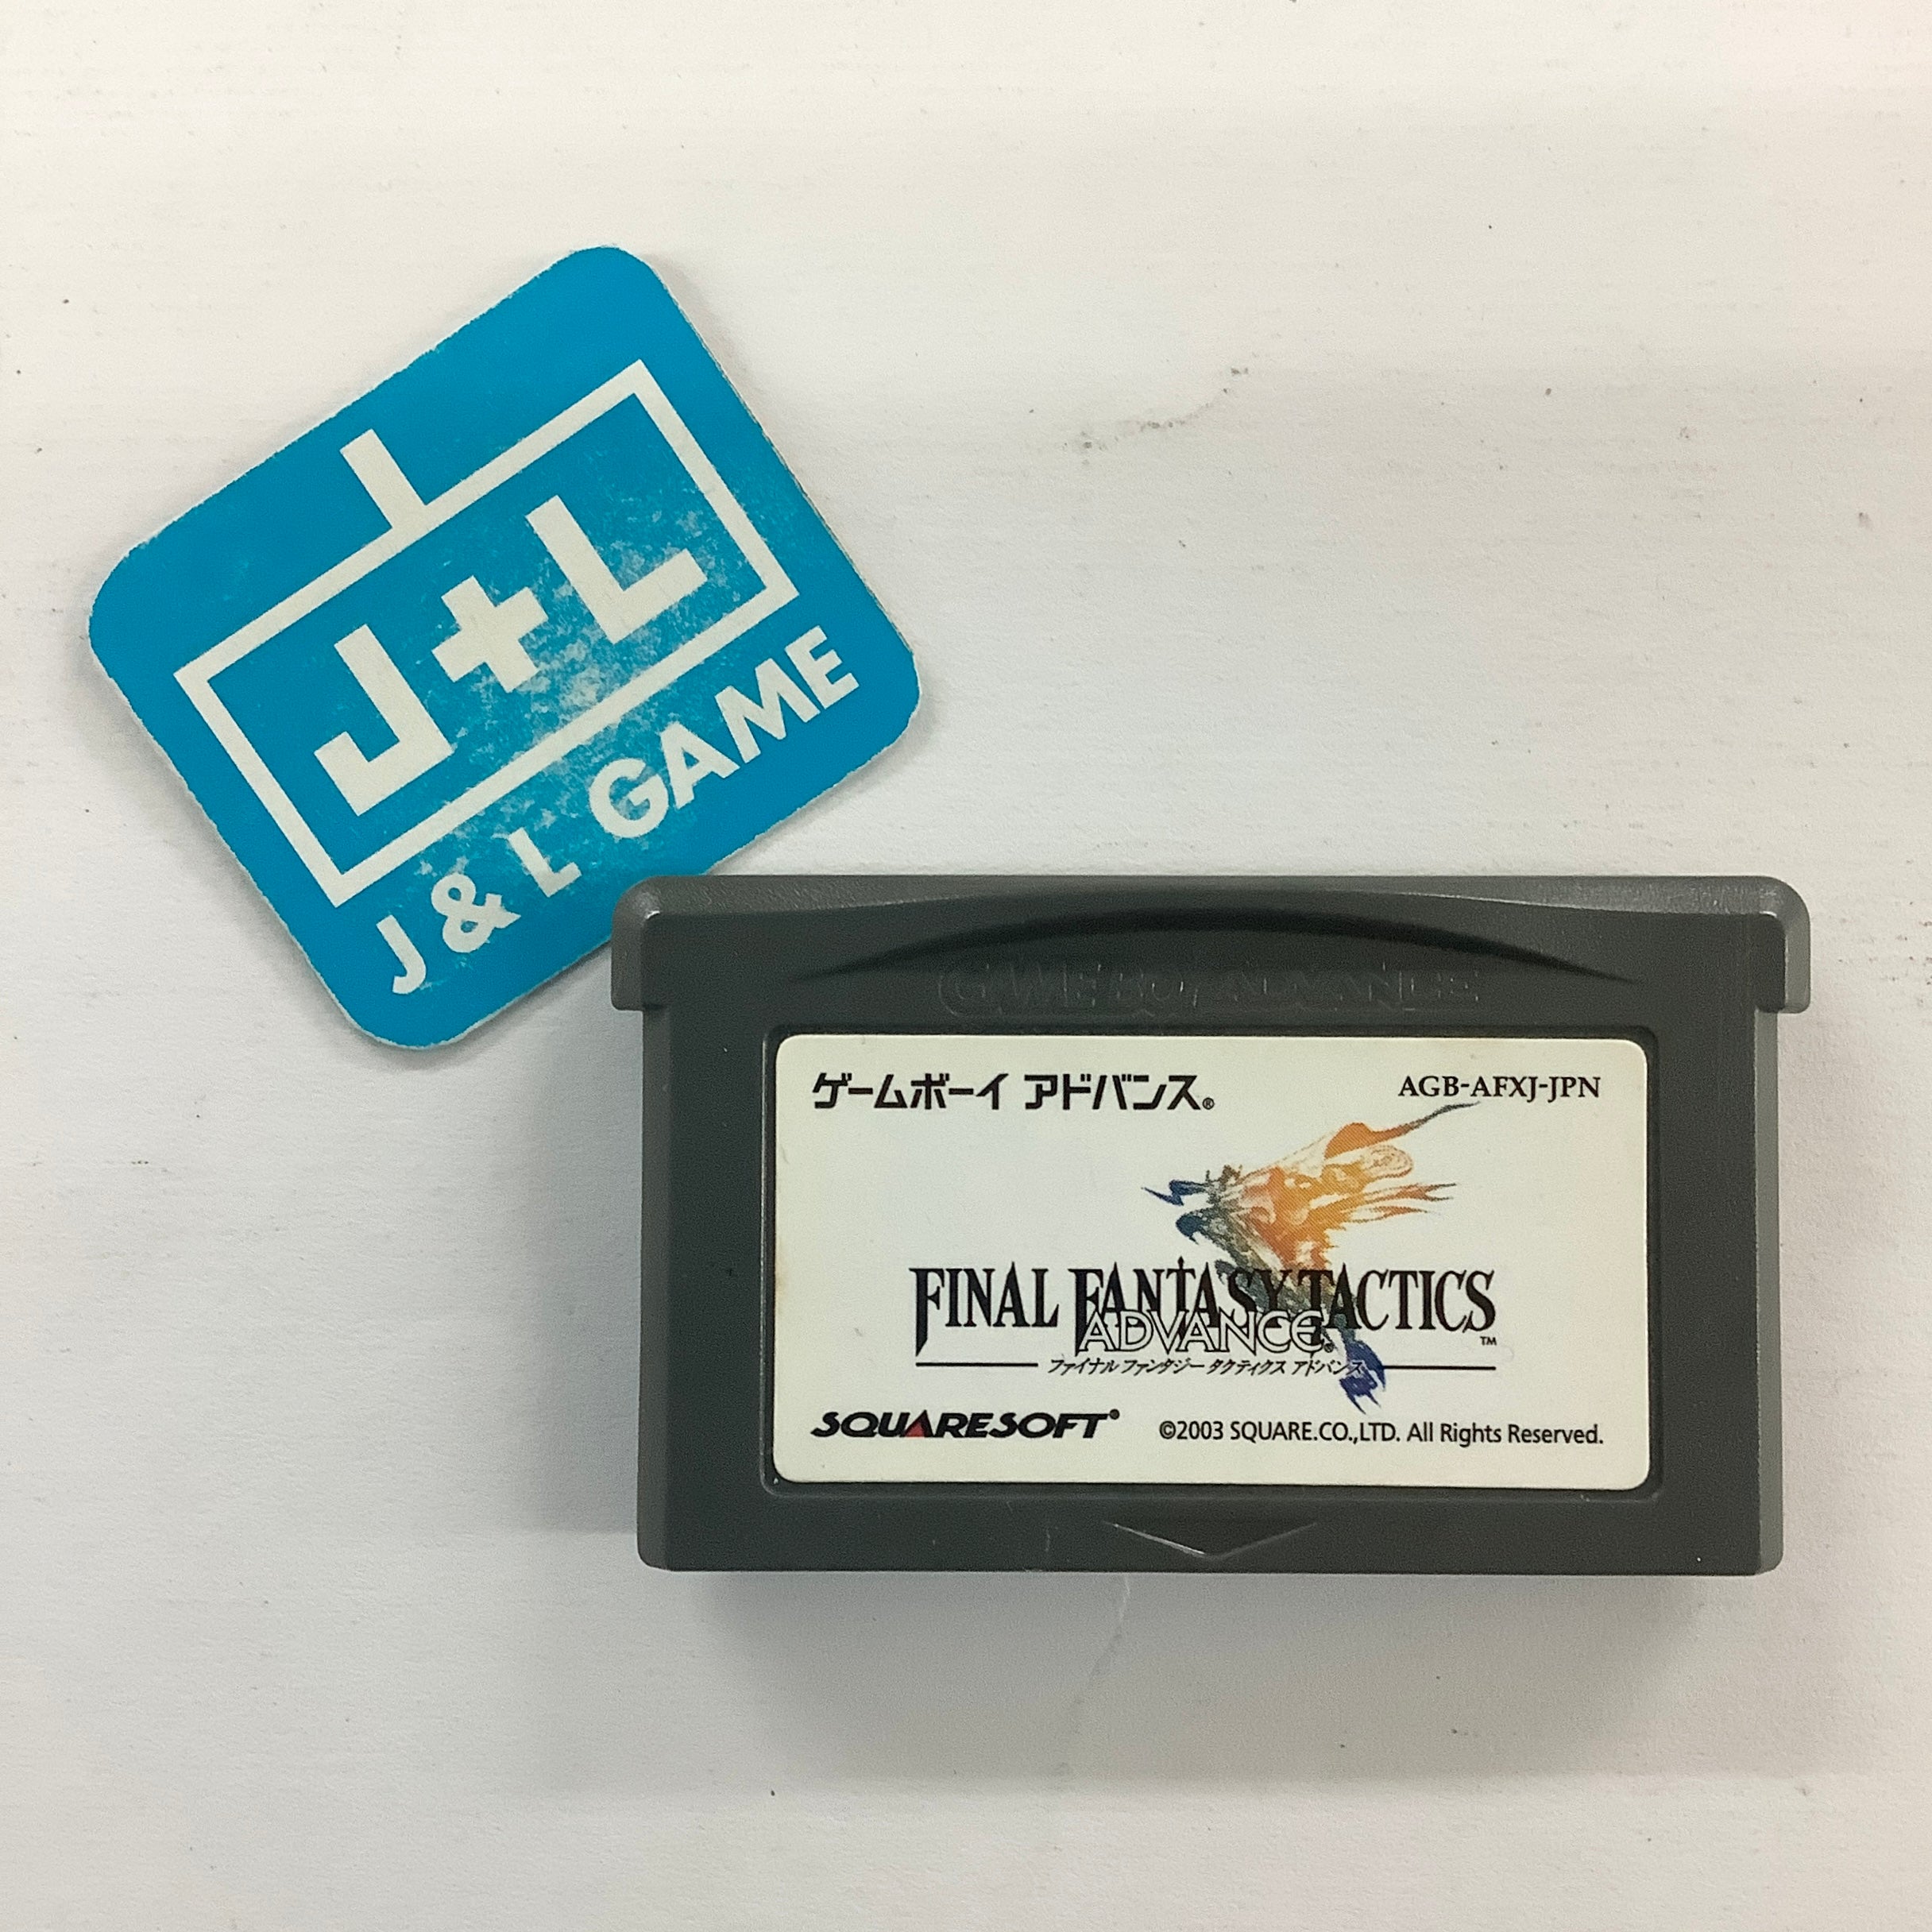 J+L
J & L GAME
GAME BOY ADVANCE
ゲームボーイ アドバンス®
AGB-AFXJ-JPN
FINAL FANTASY TACTICS™
ADVANCE®
ファイナルファンタジー タクティクス アドバンス
SQUARESOFT®
©2003 SQUARE.CO.,LTD. All Rights Reserved.